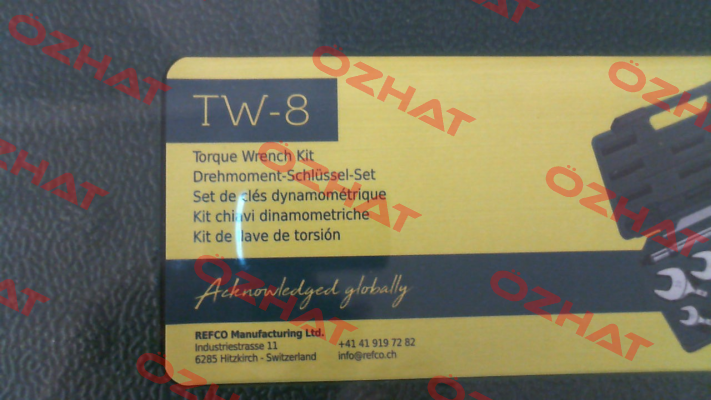 TW-8
Torque Wrench Kit
Drehmoment-Schlüssel-Set
Set de clés dynamométrique
Kit chiavi dinamometriche
Kit de llave de torsión
Acknowledged globally
REFCO Manufacturing Ltd.
Industriestrasse 11
6285 Hitzkirch - Switzerland
+41 41 919 72 82
info@refco.ch
ÖZHAT
ÖZHAT
ÖZHAT
ÖZHAT
ÖZHAT
ÖZHAT
ÖZHAT
ÖZHAT